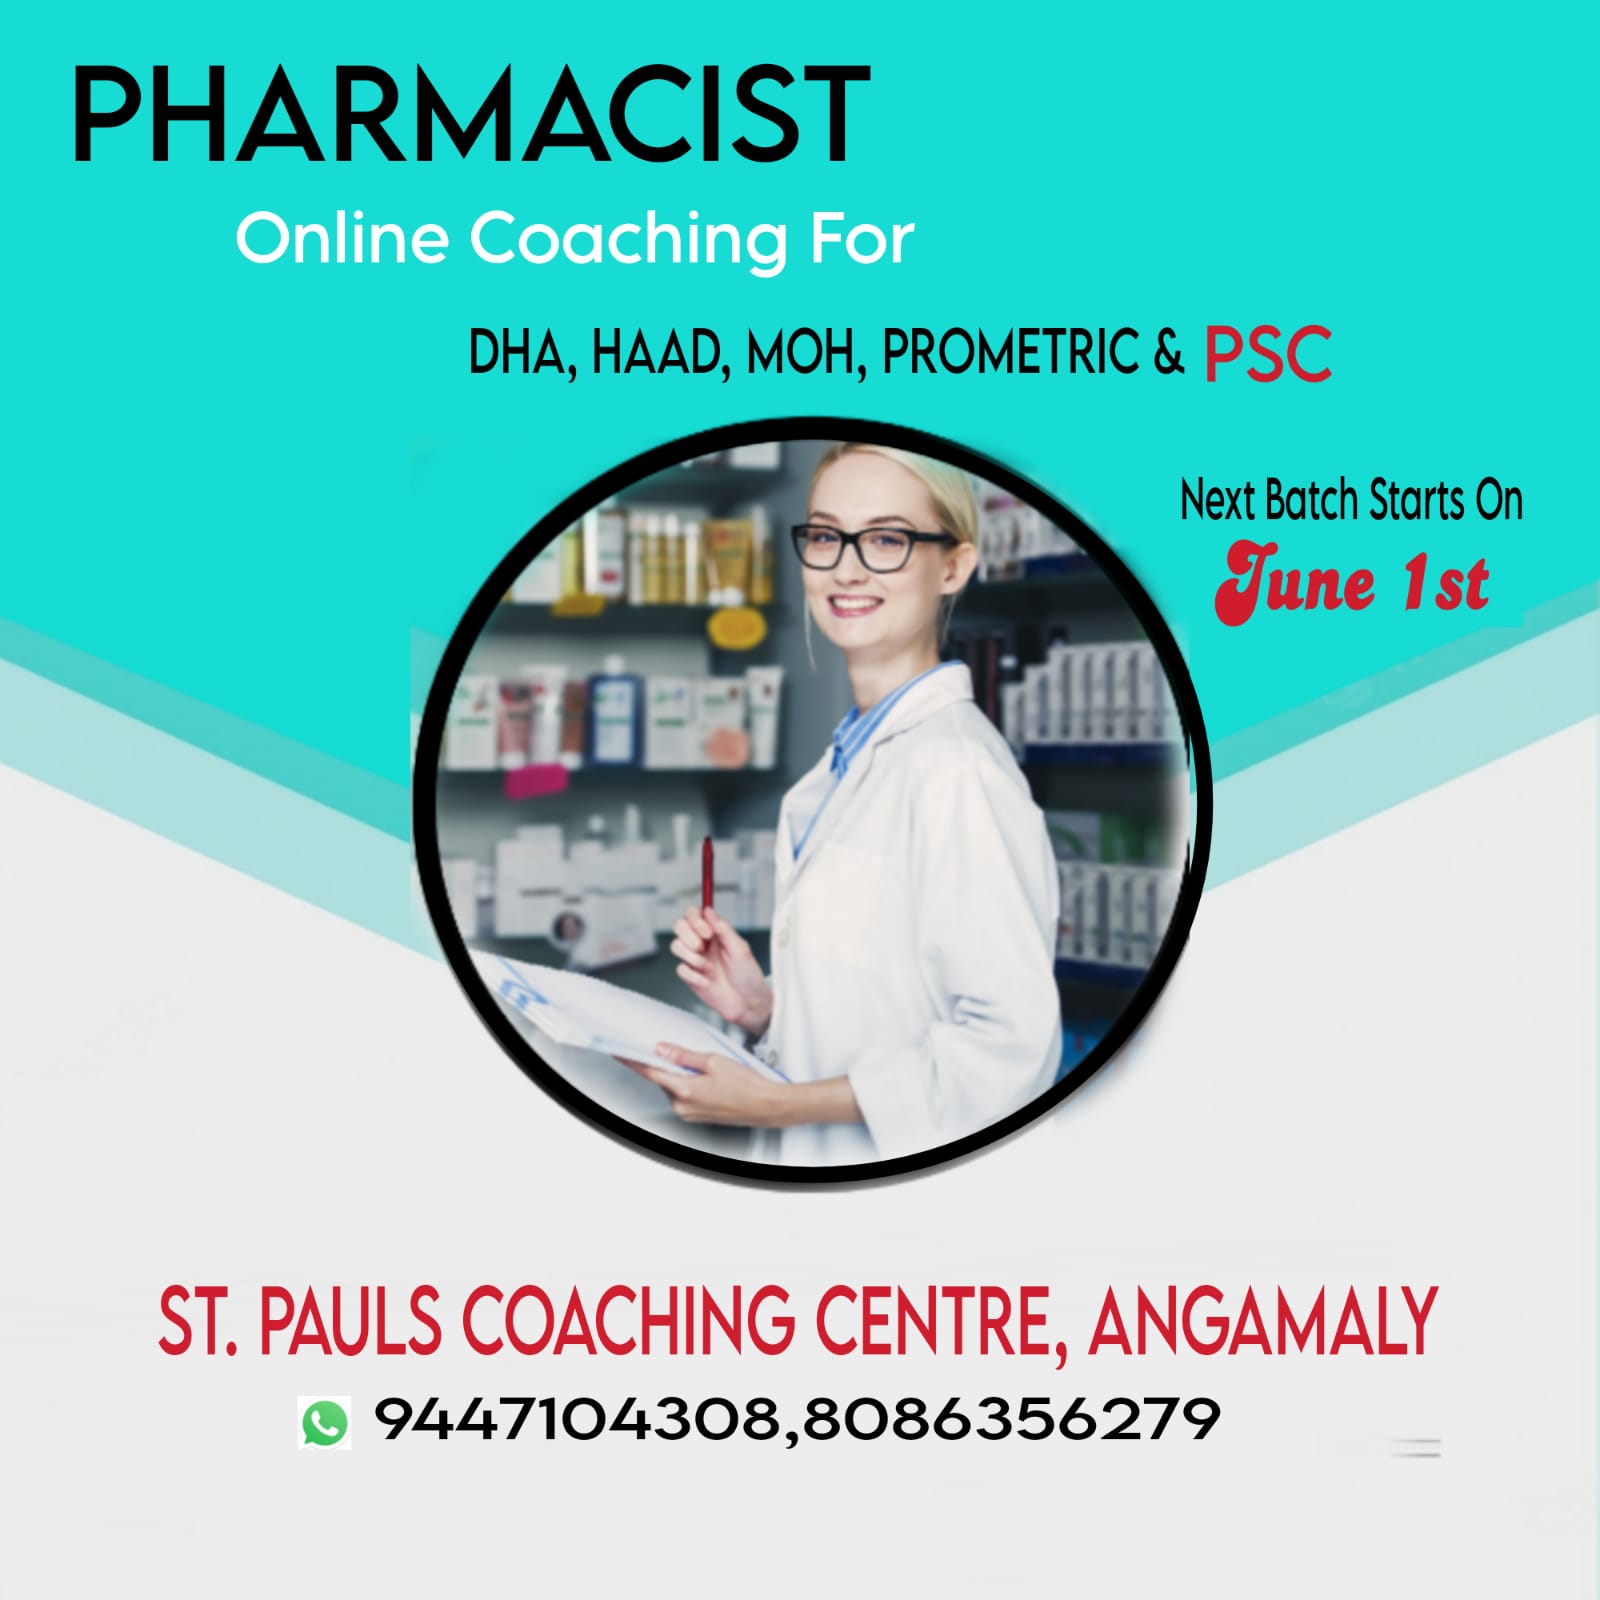 PHARMACIST
Online Coaching For
DHA, HAAD, MOH, PROMETRIC & PSC
Next Batch Starts On
June 1st
ST. PAULS COACHING CENTRE, ANGAMALY
9447104308,8086356279